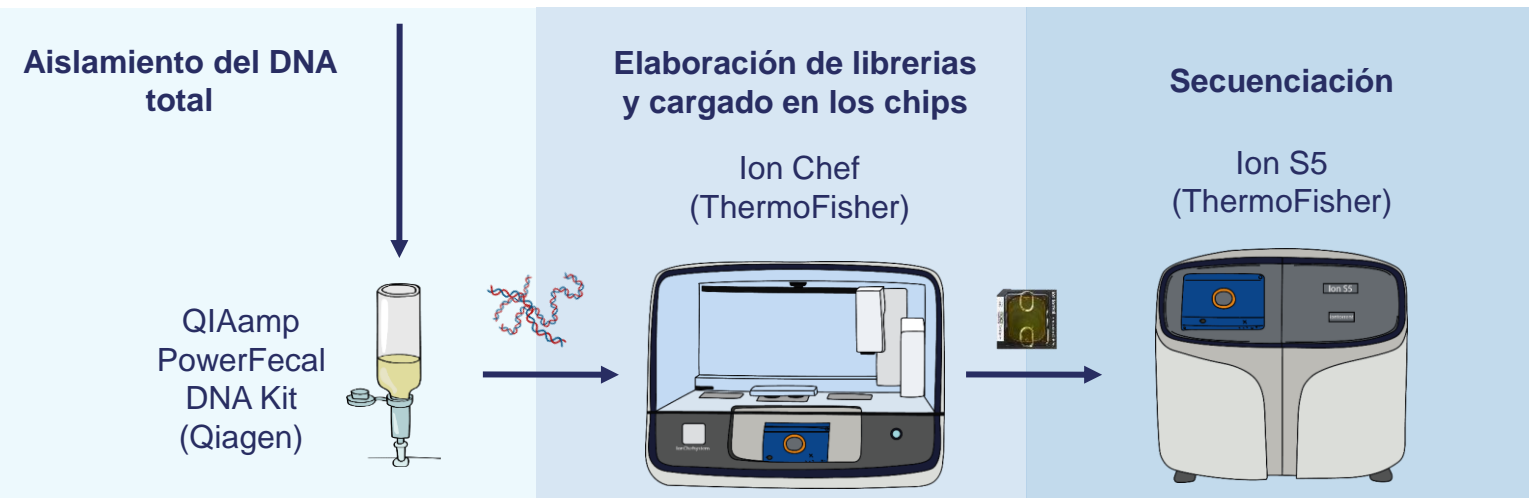 Aislamiento del DNA
total
QIAamp
PowerFecal
DNA Kit
(Qiagen)
Elaboración de librerias
y cargado en los chips
Ion Chef
(ThermoFisher)
Secuenciación
Ion S5
(ThermoFisher)
Ion S5